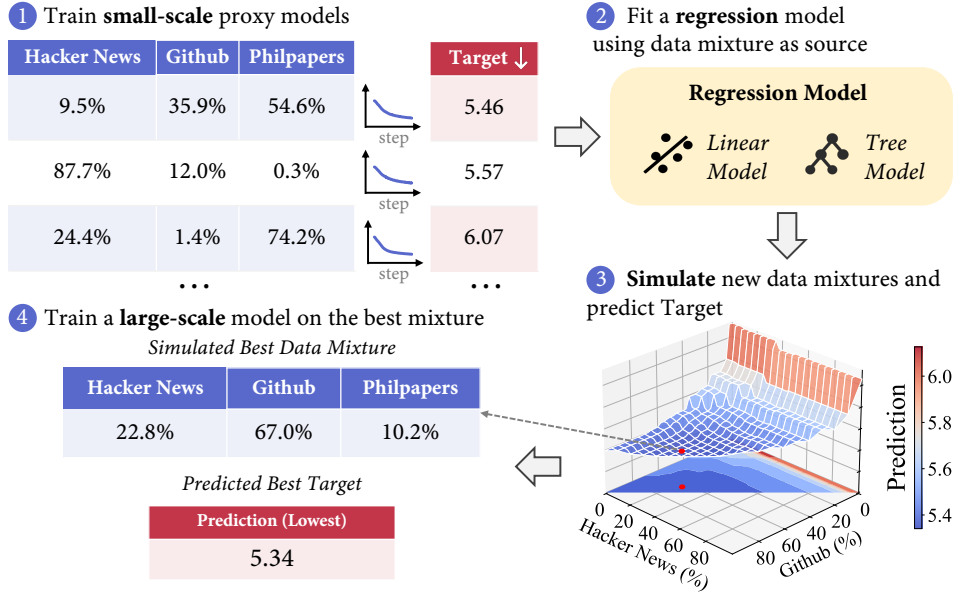 1 Train small-scale proxy models
Hacker News Github Philpapers Target ↓
9.5% 35.9% 54.6% step 5.46
87.7% 12.0% 0.3% step 5.57
24.4% 1.4% 74.2% step 6.07
... ...
2 Fit a regression model
using data mixture as source
Regression Model
Linear
Model
Tree
Model
3 Simulate new data mixtures and
predict Target
Prediction
6.0
5.8
5.6
5.4
0 20 40 60 80
Hacker News (%)
80 60 40 20 0
Github (%)
4 Train a large-scale model on the best mixture
Simulated Best Data Mixture
Hacker News Github Philpapers
22.8% 67.0% 10.2%
Predicted Best Target
Prediction (Lowest)
5.34